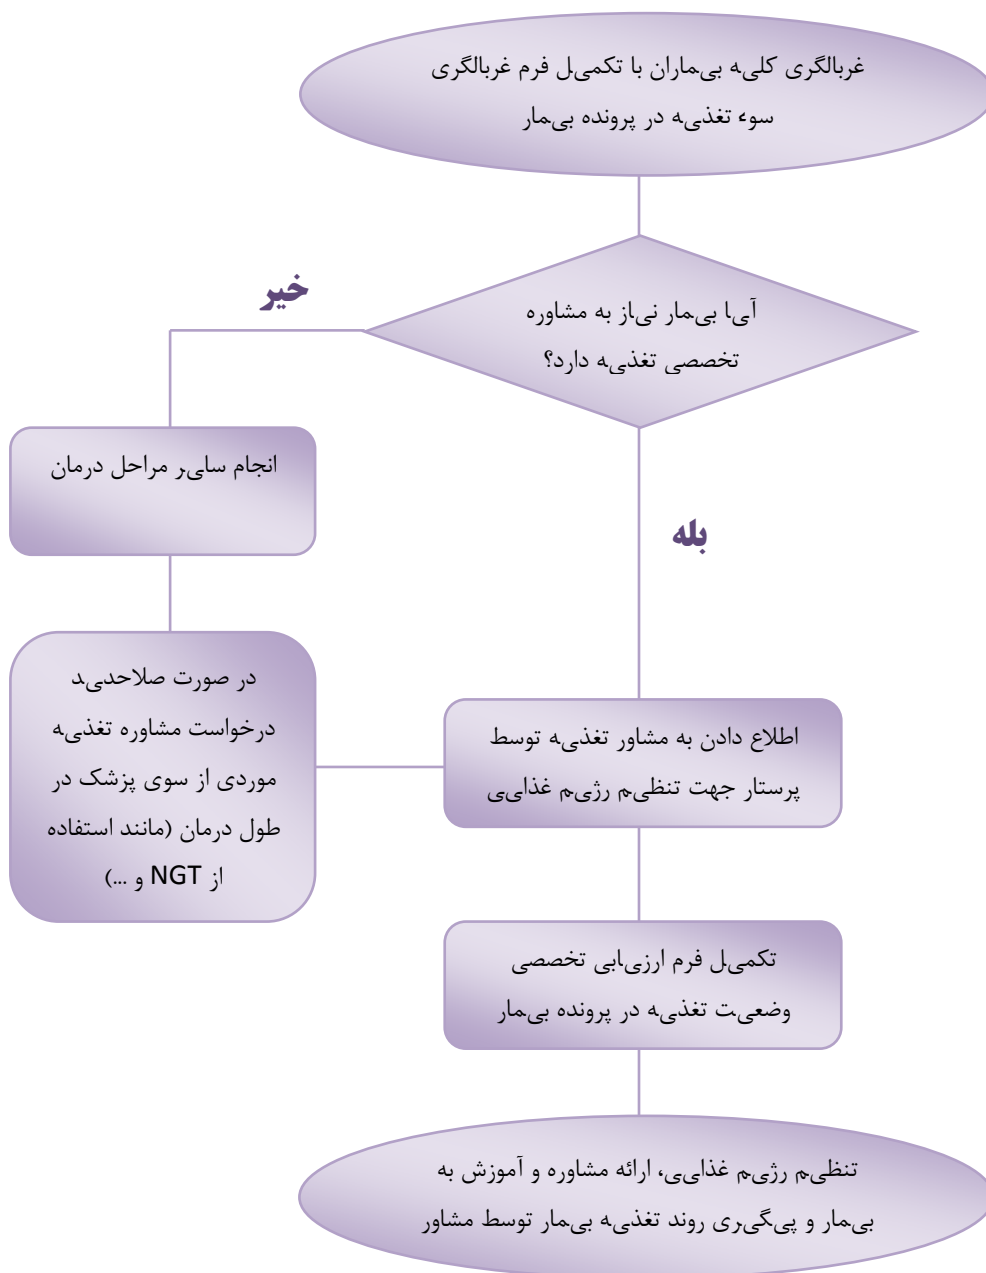 غربالگری کلیه بیماران با تکمیل فرم غربالگری
سوء تغذیه در پرونده بیمار
آیا بیمار نیاز به مشاوره
تخصصی تغذیه دارد؟
خیر
بله
انجام سایر مراحل درمان
در صورت صلاحدید
درخواست مشاوره تغذیه
موردی از سوی پزشک در
طول درمان (مانند استفاده
از NGT و ...)
اطلاع دادن به مشاور تغذیه توسط
پرستار جهت تنظیم رژیم غذایی
تکمیل فرم ارزیابی تخصصی
وضعیت تغذیه در پرونده بیمار
تنظیم رژیم غذایی، ارائه مشاوره و آموزش به
بیمار و پیگیری روند تغذیه بیمار توسط مشاور